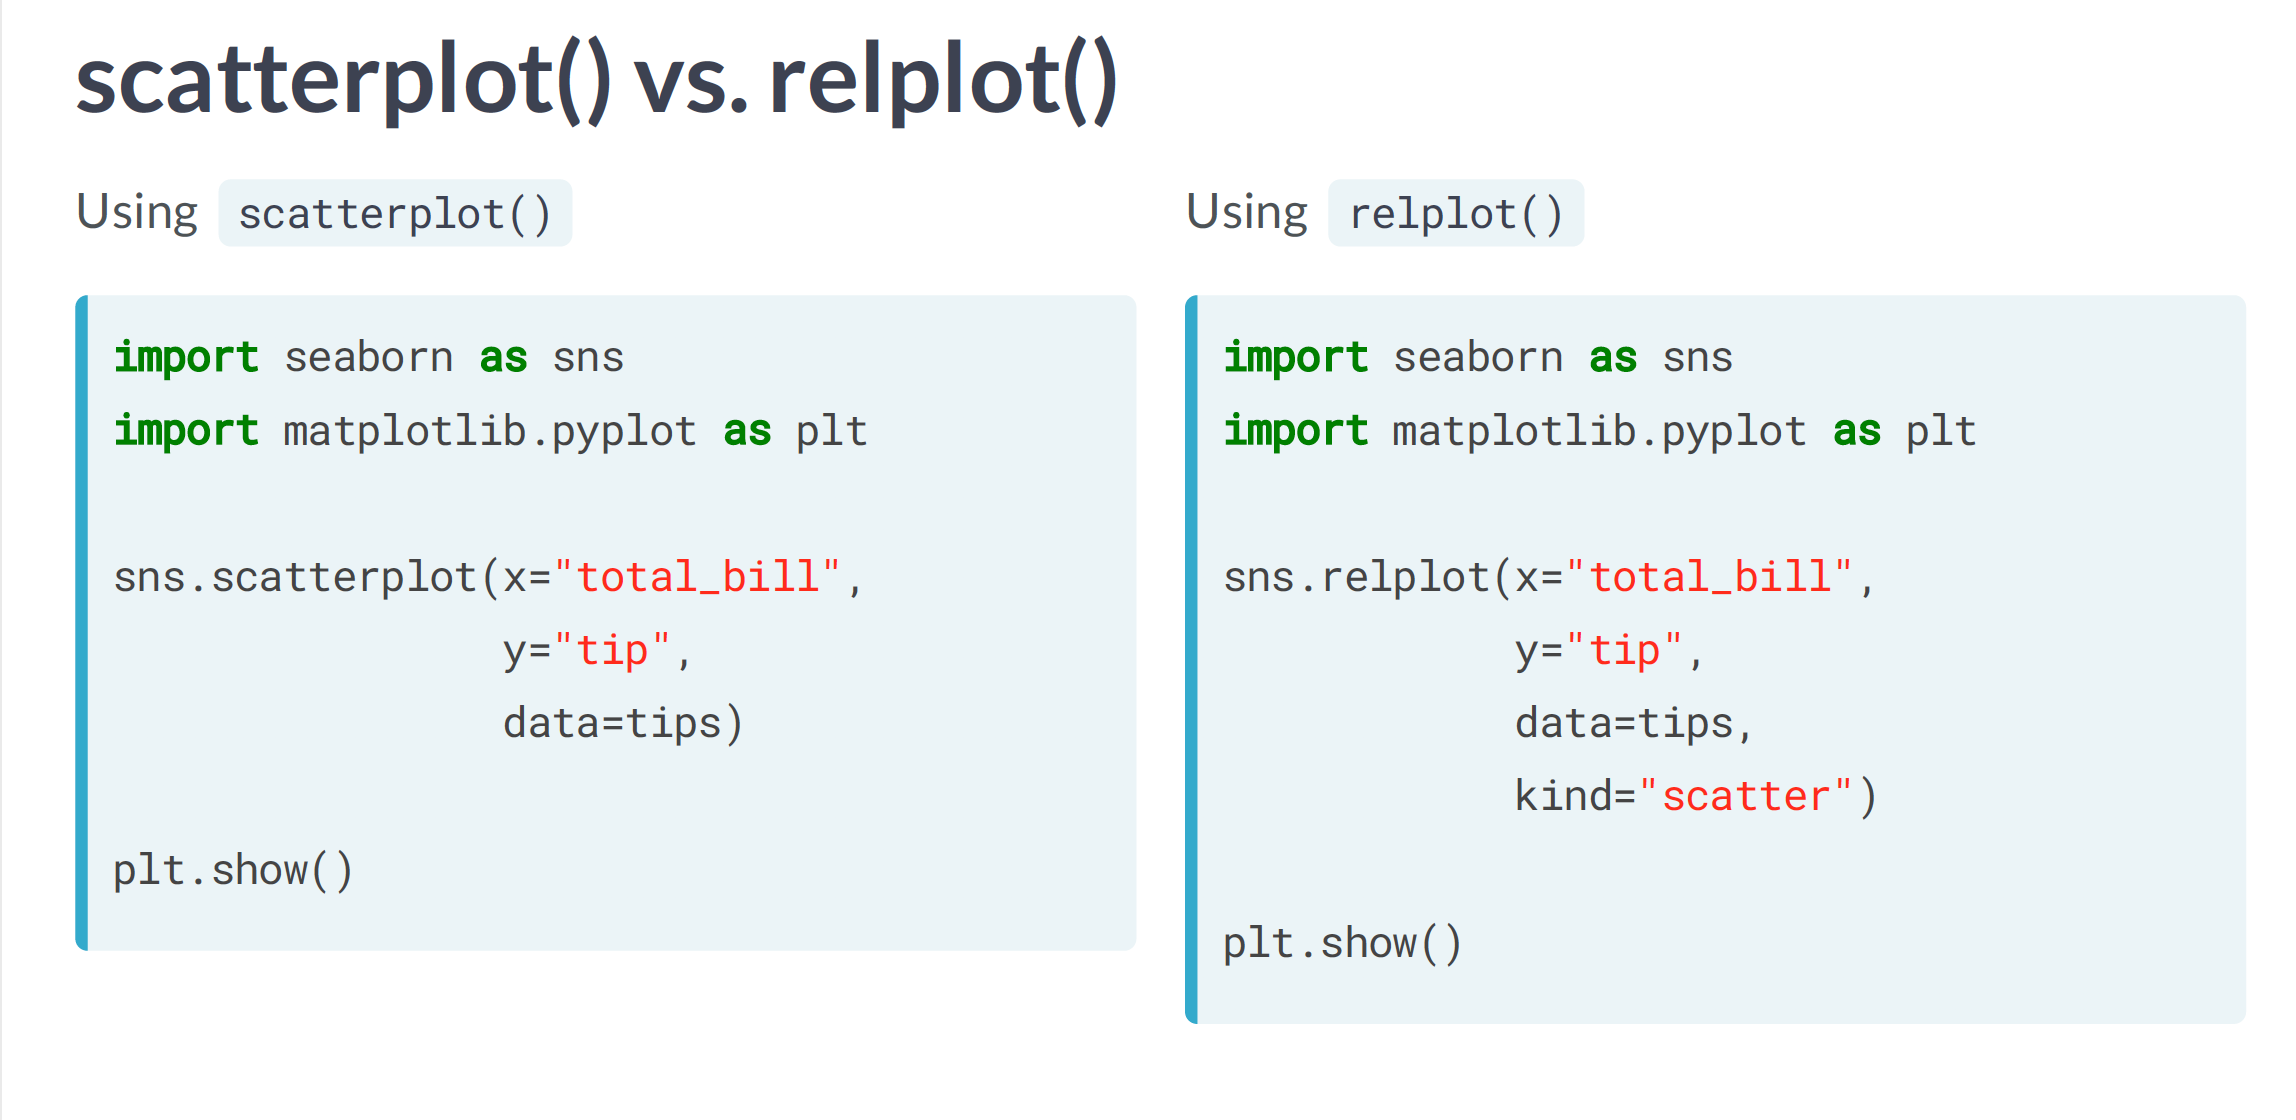 scatterplot() vs. relplot()
Using scatterplot()
import seaborn as sns
import matplotlib.pyplot as plt
sns.scatterplot(x="total_bill",
                y="tip",
                data=tips)
plt.show()
Using relplot()
import seaborn as sns
import matplotlib.pyplot as plt
sns.relplot(x="total_bill",
            y="tip",
            data=tips,
            kind="scatter")
plt.show()